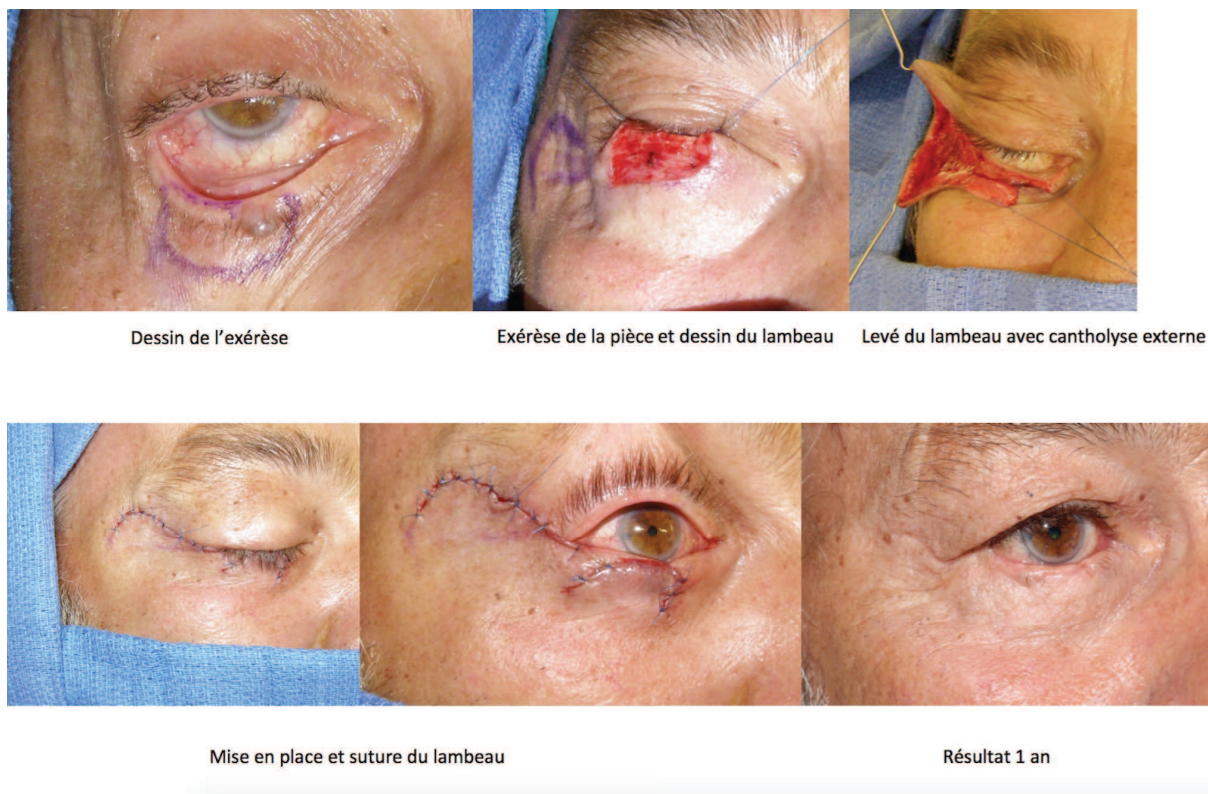 Dessin de l’exérèse
Exérèse de la pièce et dessin du lambeau
Levé du lambeau avec cantholyse externe
Mise en place et suture du lambeau
Résultat 1 an